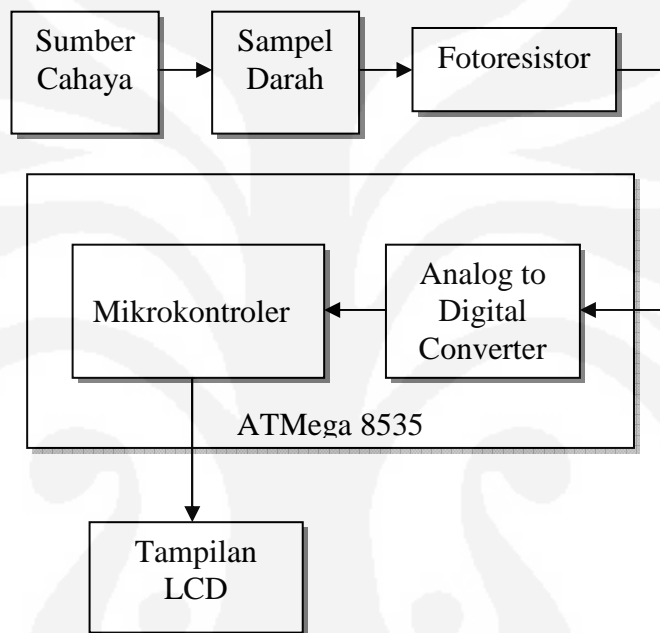 Sumber
Cahaya
Sampel
Darah
Fotoresistor
Mikrokontroler
Analog to
Digital
Converter
ATMega 8535
Tampilan
LCD